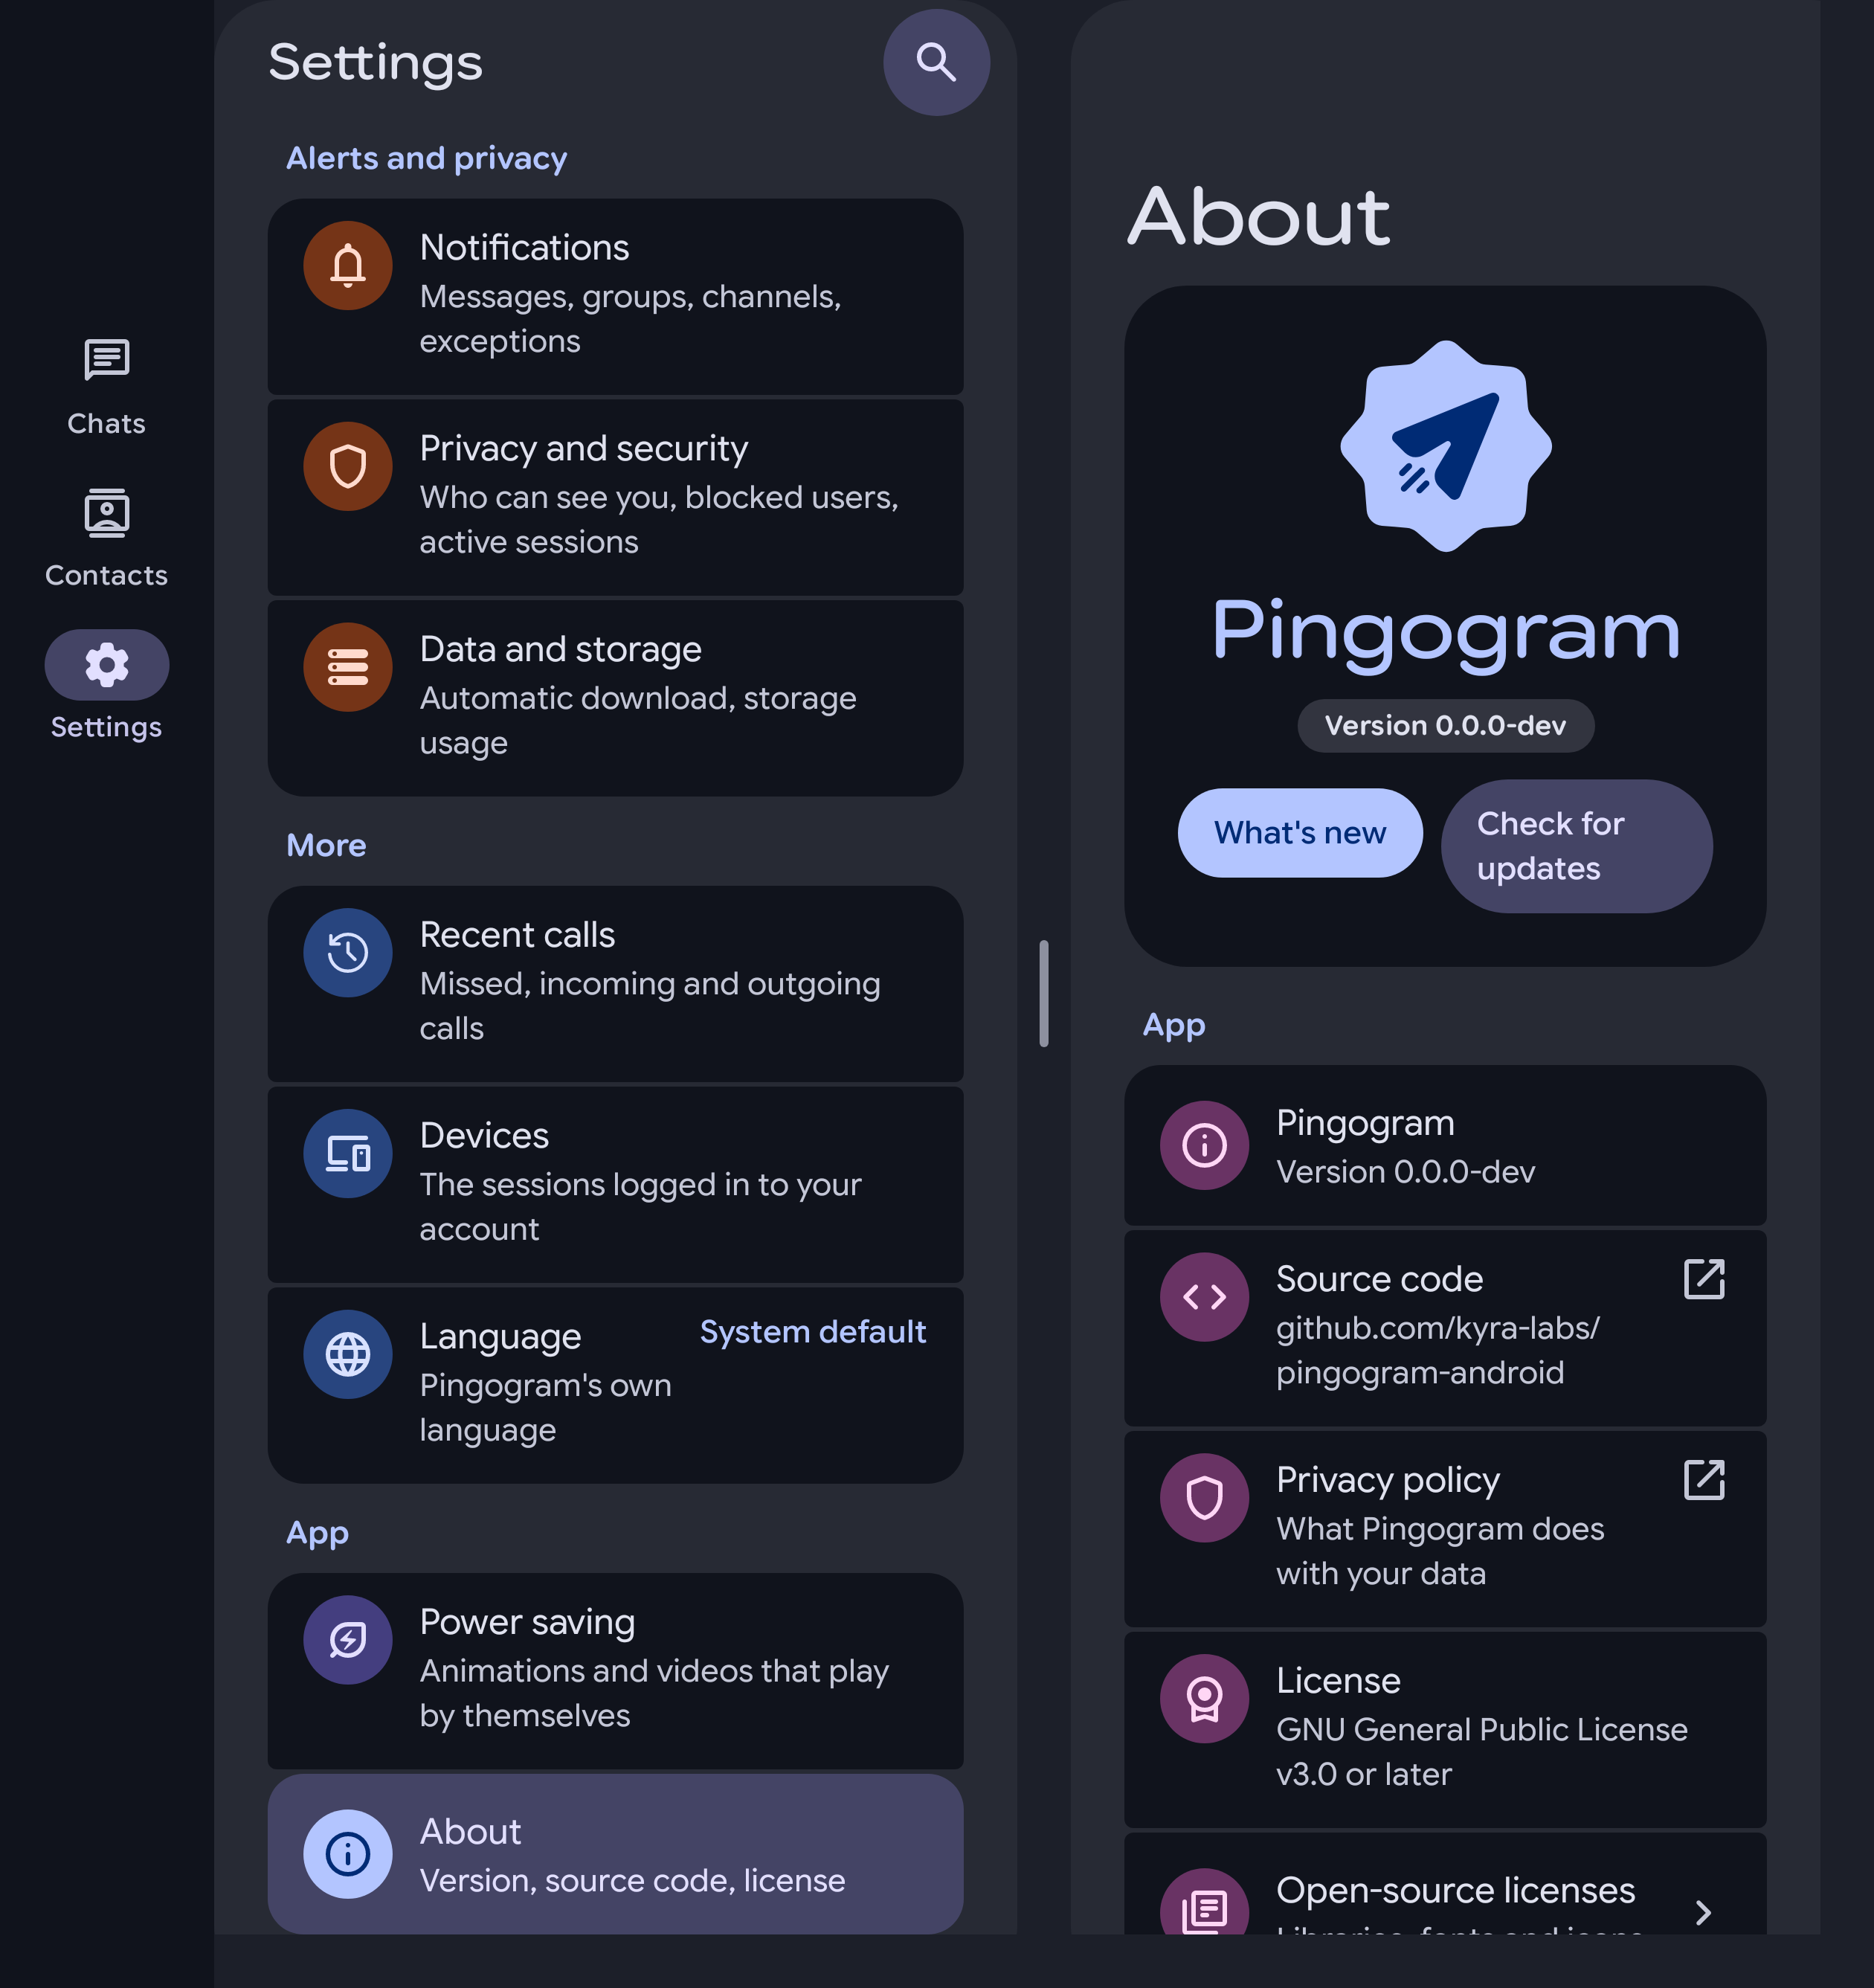 Chats
Contacts
Settings
Settings
Alerts and privacy
Notifications
Messages, groups, channels,
exceptions
Privacy and security
Who can see you, blocked users,
active sessions
Data and storage
Automatic download, storage
usage
More
Recent calls
Missed, incoming and outgoing
calls
Devices
The sessions logged in to your
account
Language
System default
Pingogram's own
language
App
Power saving
Animations and videos that play
by themselves
About
Version, source code, license
About
Pingogram
Version 0.0.0-dev
What's new
Check for
updates
App
Pingogram
Version 0.0.0-dev
Source code
github.com/kyra-labs/
pingogram-android
Privacy policy
What Pingogram does
with your data
License
GNU General Public License
v3.0 or later
Open-source licenses
Libraries, fonts and icons